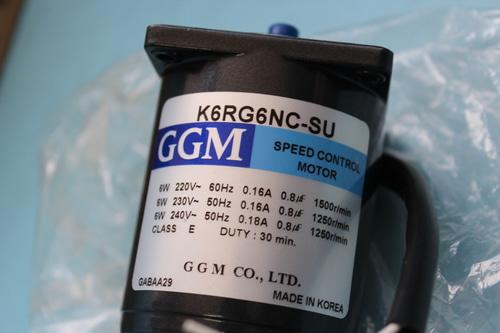 K6RG6NC-SU
GGM
SPEED CONTROL
MOTOR
6W 220V~ 60Hz 0.16A 0.8㎌ 1500r/min
6W 230V~ 50Hz 0.16A 0.8㎌ 1250r/min
6W 240V~ 50Hz 0.18A 0.8㎌ 1250r/min
CLASS E DUTY : 30 min.
G G M CO., LTD.
GABAA29
MADE IN KOREA